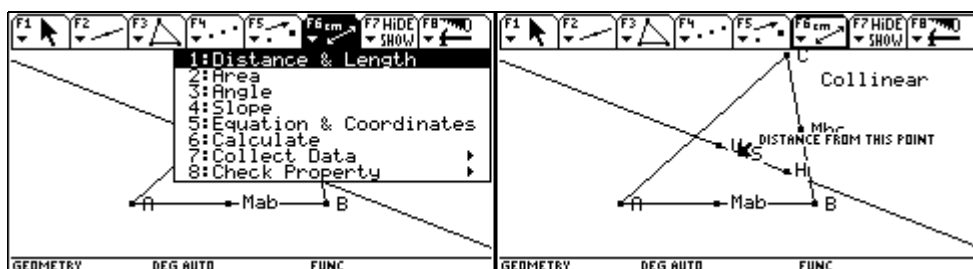 F1 F2 F3 F4 F5 F6 cm F7 HiDE SHOW F8
1:Distance & Length
2:Area
3:Angle
4:Slope
5:Equation & Coordinates
6:Calculate
7:Collect Data
8:Check Property
A Mab B
GEOMETRY DEG AUTO FUNC
F1 F2 F3 F4 F5 F6 cm F7 HiDE SHOW F8
C
Collinear
Mbc
DISTANCE FROM THIS POINT
S
H
A Mab B
GEOMETRY DEG AUTO FUNC